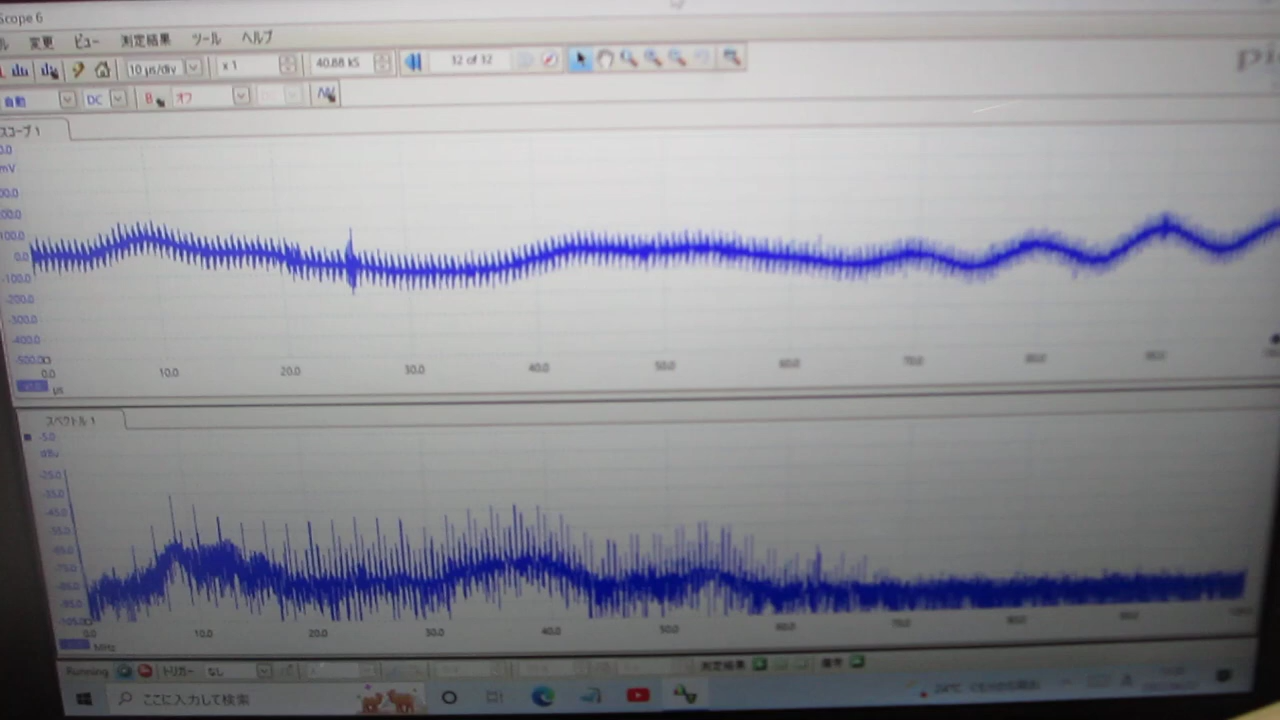 Scope 6
ル 変更 ビュー 測定結果 ツール ヘルプ
10 µs/div x 1 40.88 kS 32 of 32
自動 DC B オフ
スコープ 1
mV
100.0
0.0
-100.0
-200.0
-300.0
-400.0
-500.0
0.0 10.0 20.0 30.0 40.0 50.0 60.0 70.0 80.0 90.0
µs
スペクトル 1
-5.0
dBu
-25.0
-35.0
-45.0
-55.0
-65.0
-75.0
-85.0
-95.0
-105.0
0.0 10.0 20.0 30.0 40.0 50.0 60.0 70.0 80.0 90.0
MHz
Running トリガー なし 測定結果
ここに入力して検索 24℃